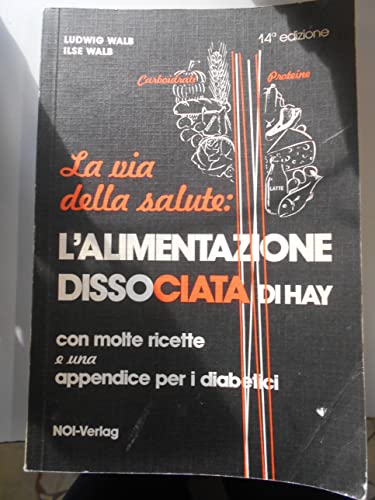 LUDWIG WALB
ILSE WALB
14ª edizione
Carboidrati
Proteine
LATTE
La via
della salute:
L'ALIMENTAZIONE
DISSOCIATA DI HAY
con molte ricette
e una
appendice per i diabetici
NOI-Verlag